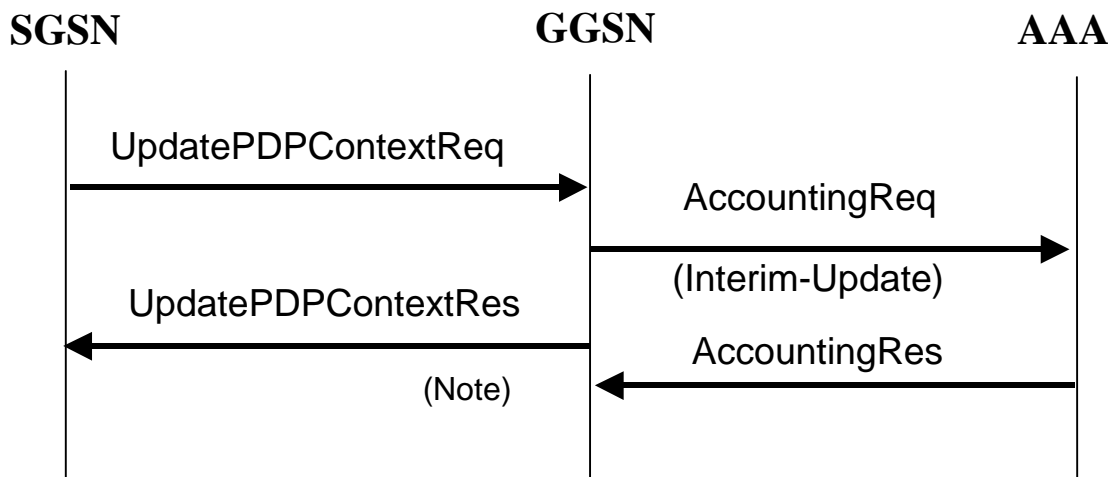 SGSN GGSN AAA
UpdatePDPContextReq
AccountingReq
(Interim-Update)
UpdatePDPContextRes
AccountingRes
(Note)